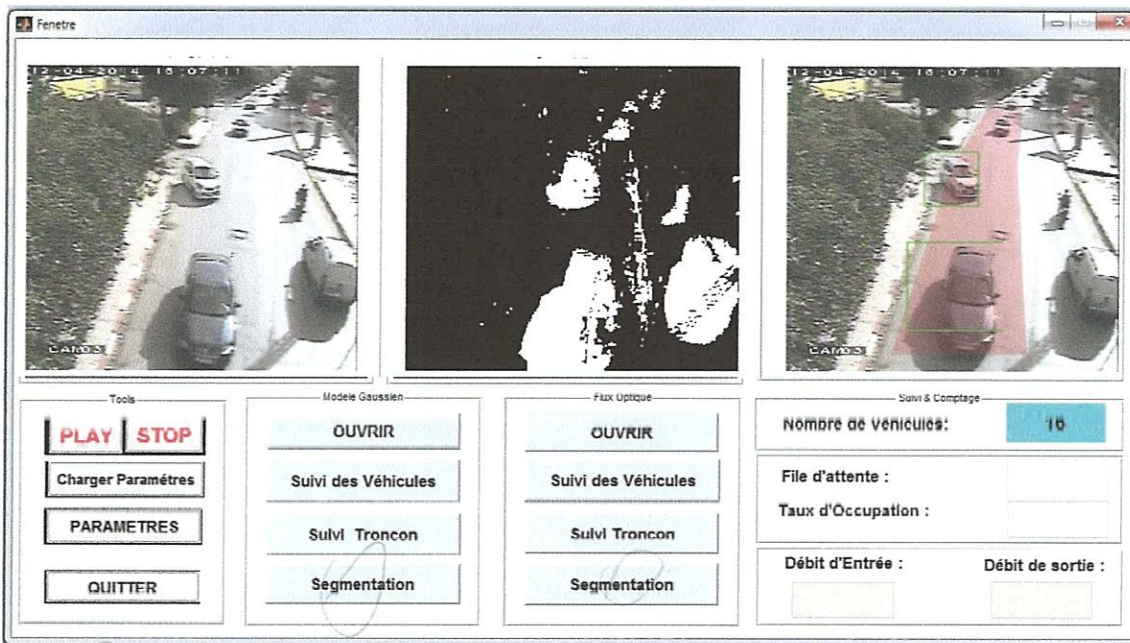 Fenetre
12-04-2014 16:07:11
CAM03
12-04-2014 16:07:11
CAM03
Tools
PLAY STOP
Charger Paramétres
PARAMETRES
QUITTER
Modele Gaussien
OUVRIR
Suivi des Véhicules
Suivi Troncon
Segmentation
Flux Optique
OUVRIR
Suivi des Véhicules
Suivi Troncon
Segmentation
Suivi & Comptage
Nombre de Véhicules:
File d'attente :
Taux d'Occupation :
Débit d'Entrée :
Débit de sortie :